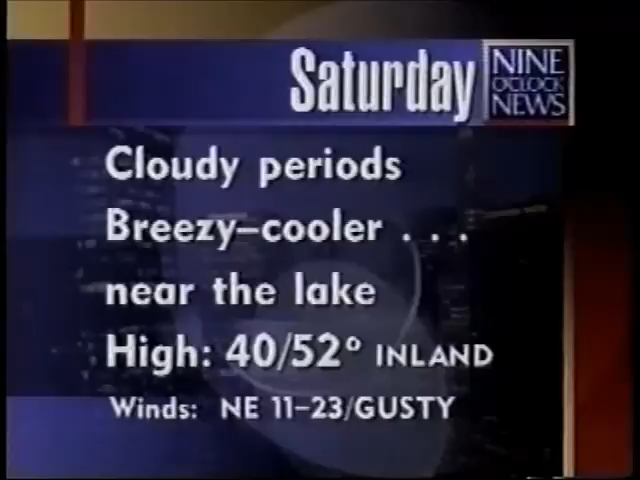 Saturday
NINE
O'CLOCK
NEWS
Cloudy periods
Breezy–cooler . . .
near the lake
High: 40/52° INLAND
Winds: NE 11–23/GUSTY